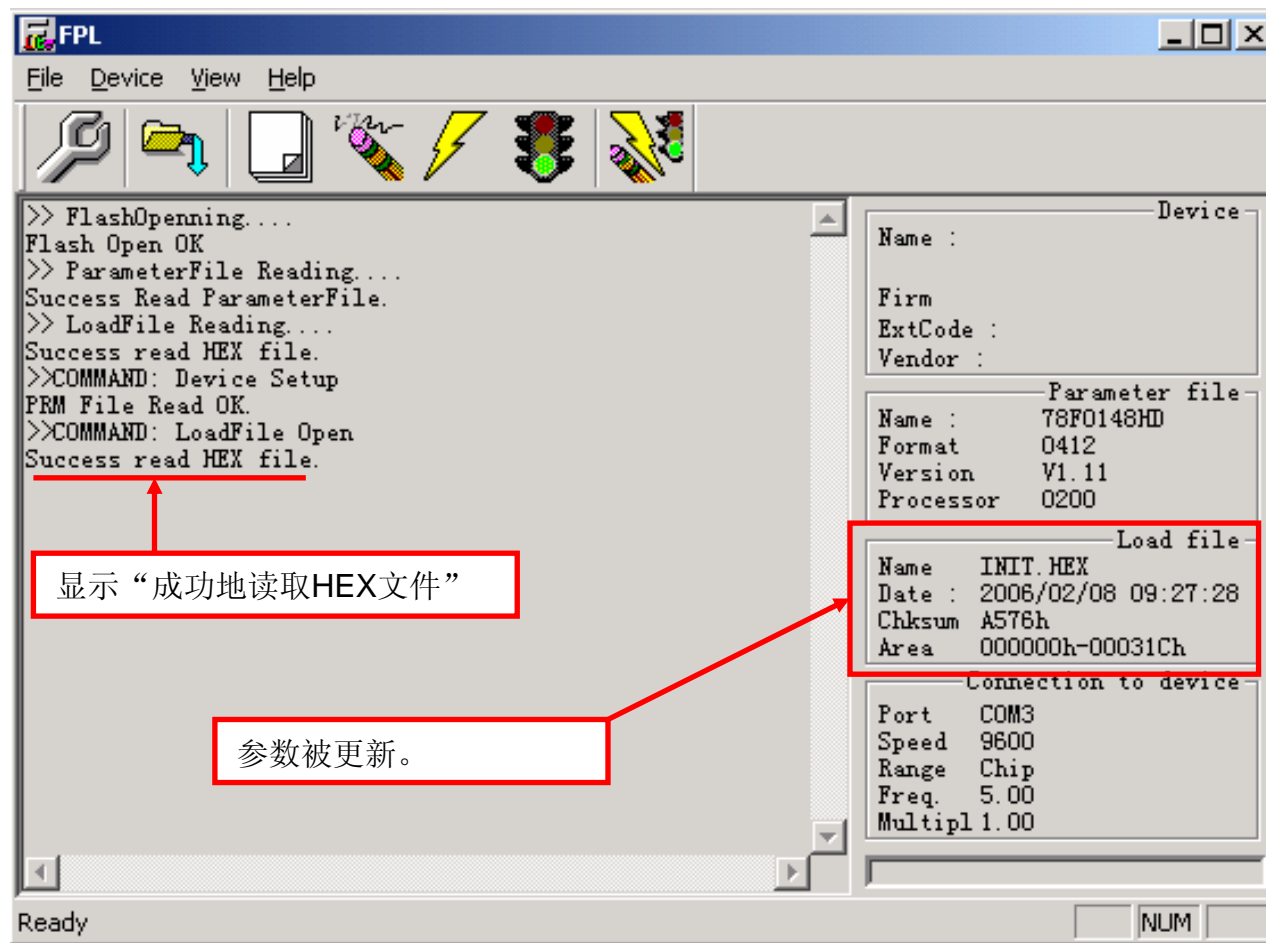 FPL
File Device View Help
>> FlashOpenning....
Flash Open OK
>> ParameterFile Reading....
Success Read ParameterFile.
>> LoadFile Reading....
Success read HEX file.
>>COMMAND: Device Setup
PRM File Read OK.
>>COMMAND: LoadFile Open
Success read HEX file.
显示“成功地读取HEX文件”
参数被更新。
Device
Name :
Firm
ExtCode :
Vendor :
Parameter file
Name : 78F0148HD
Format 0412
Version V1.11
Processor 0200
Load file
Name INIT.HEX
Date : 2006/02/08 09:27:28
Chksum A576h
Area 000000h-00031Ch
Connection to device
Port COM3
Speed 9600
Range Chip
Freq. 5.00
Multipl 1.00
Ready
NUM